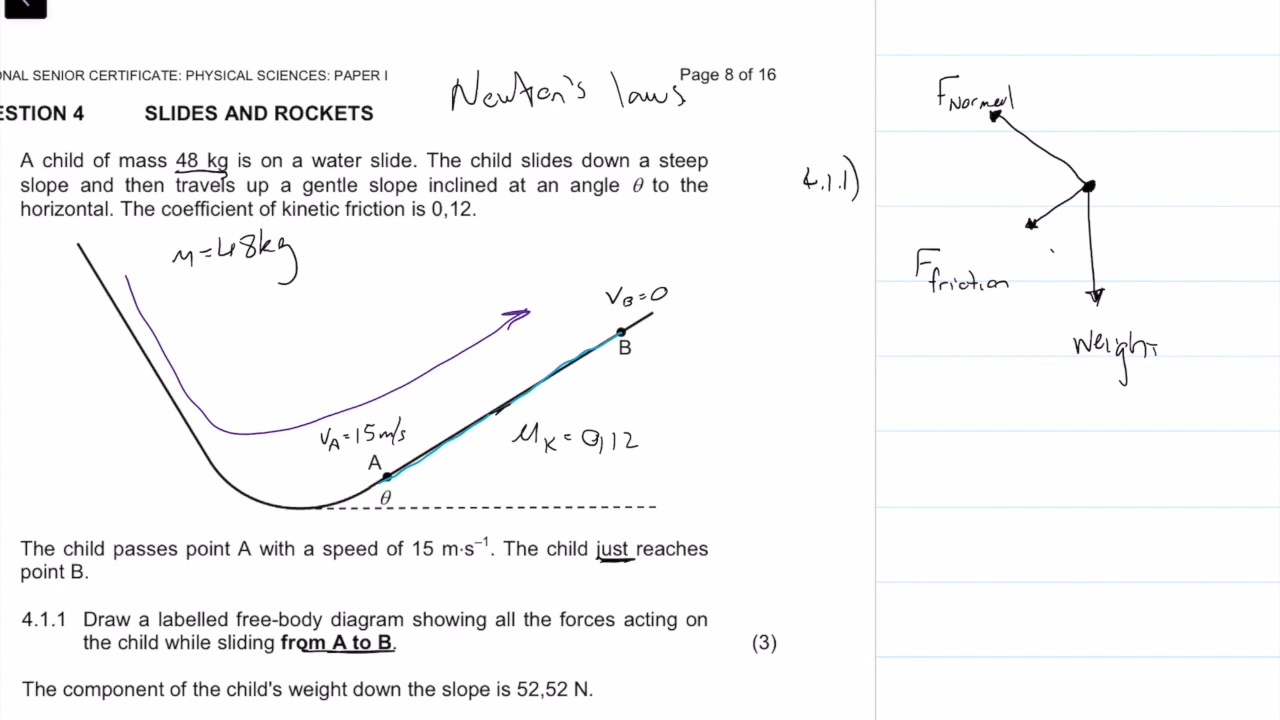 ONAL SENIOR CERTIFICATE: PHYSICAL SCIENCES: PAPER I
Page 8 of 16
Newton's laws
ESTION 4 SLIDES AND ROCKETS
A child of mass 48 kg is on a water slide. The child slides down a steep
slope and then travels up a gentle slope inclined at an angle θ to the
horizontal. The coefficient of kinetic friction is 0,12.
m=48kg
V_B=0
B
V_A=15m/s
A
θ
μ_K=0,12
The child passes point A with a speed of 15 m·s⁻¹. The child just reaches
point B.
4.1.1 Draw a labelled free-body diagram showing all the forces acting on
the child while sliding from A to B. (3)
The component of the child's weight down the slope is 52,52 N.
4.1.1)
F_Normal
F_friction
Weight